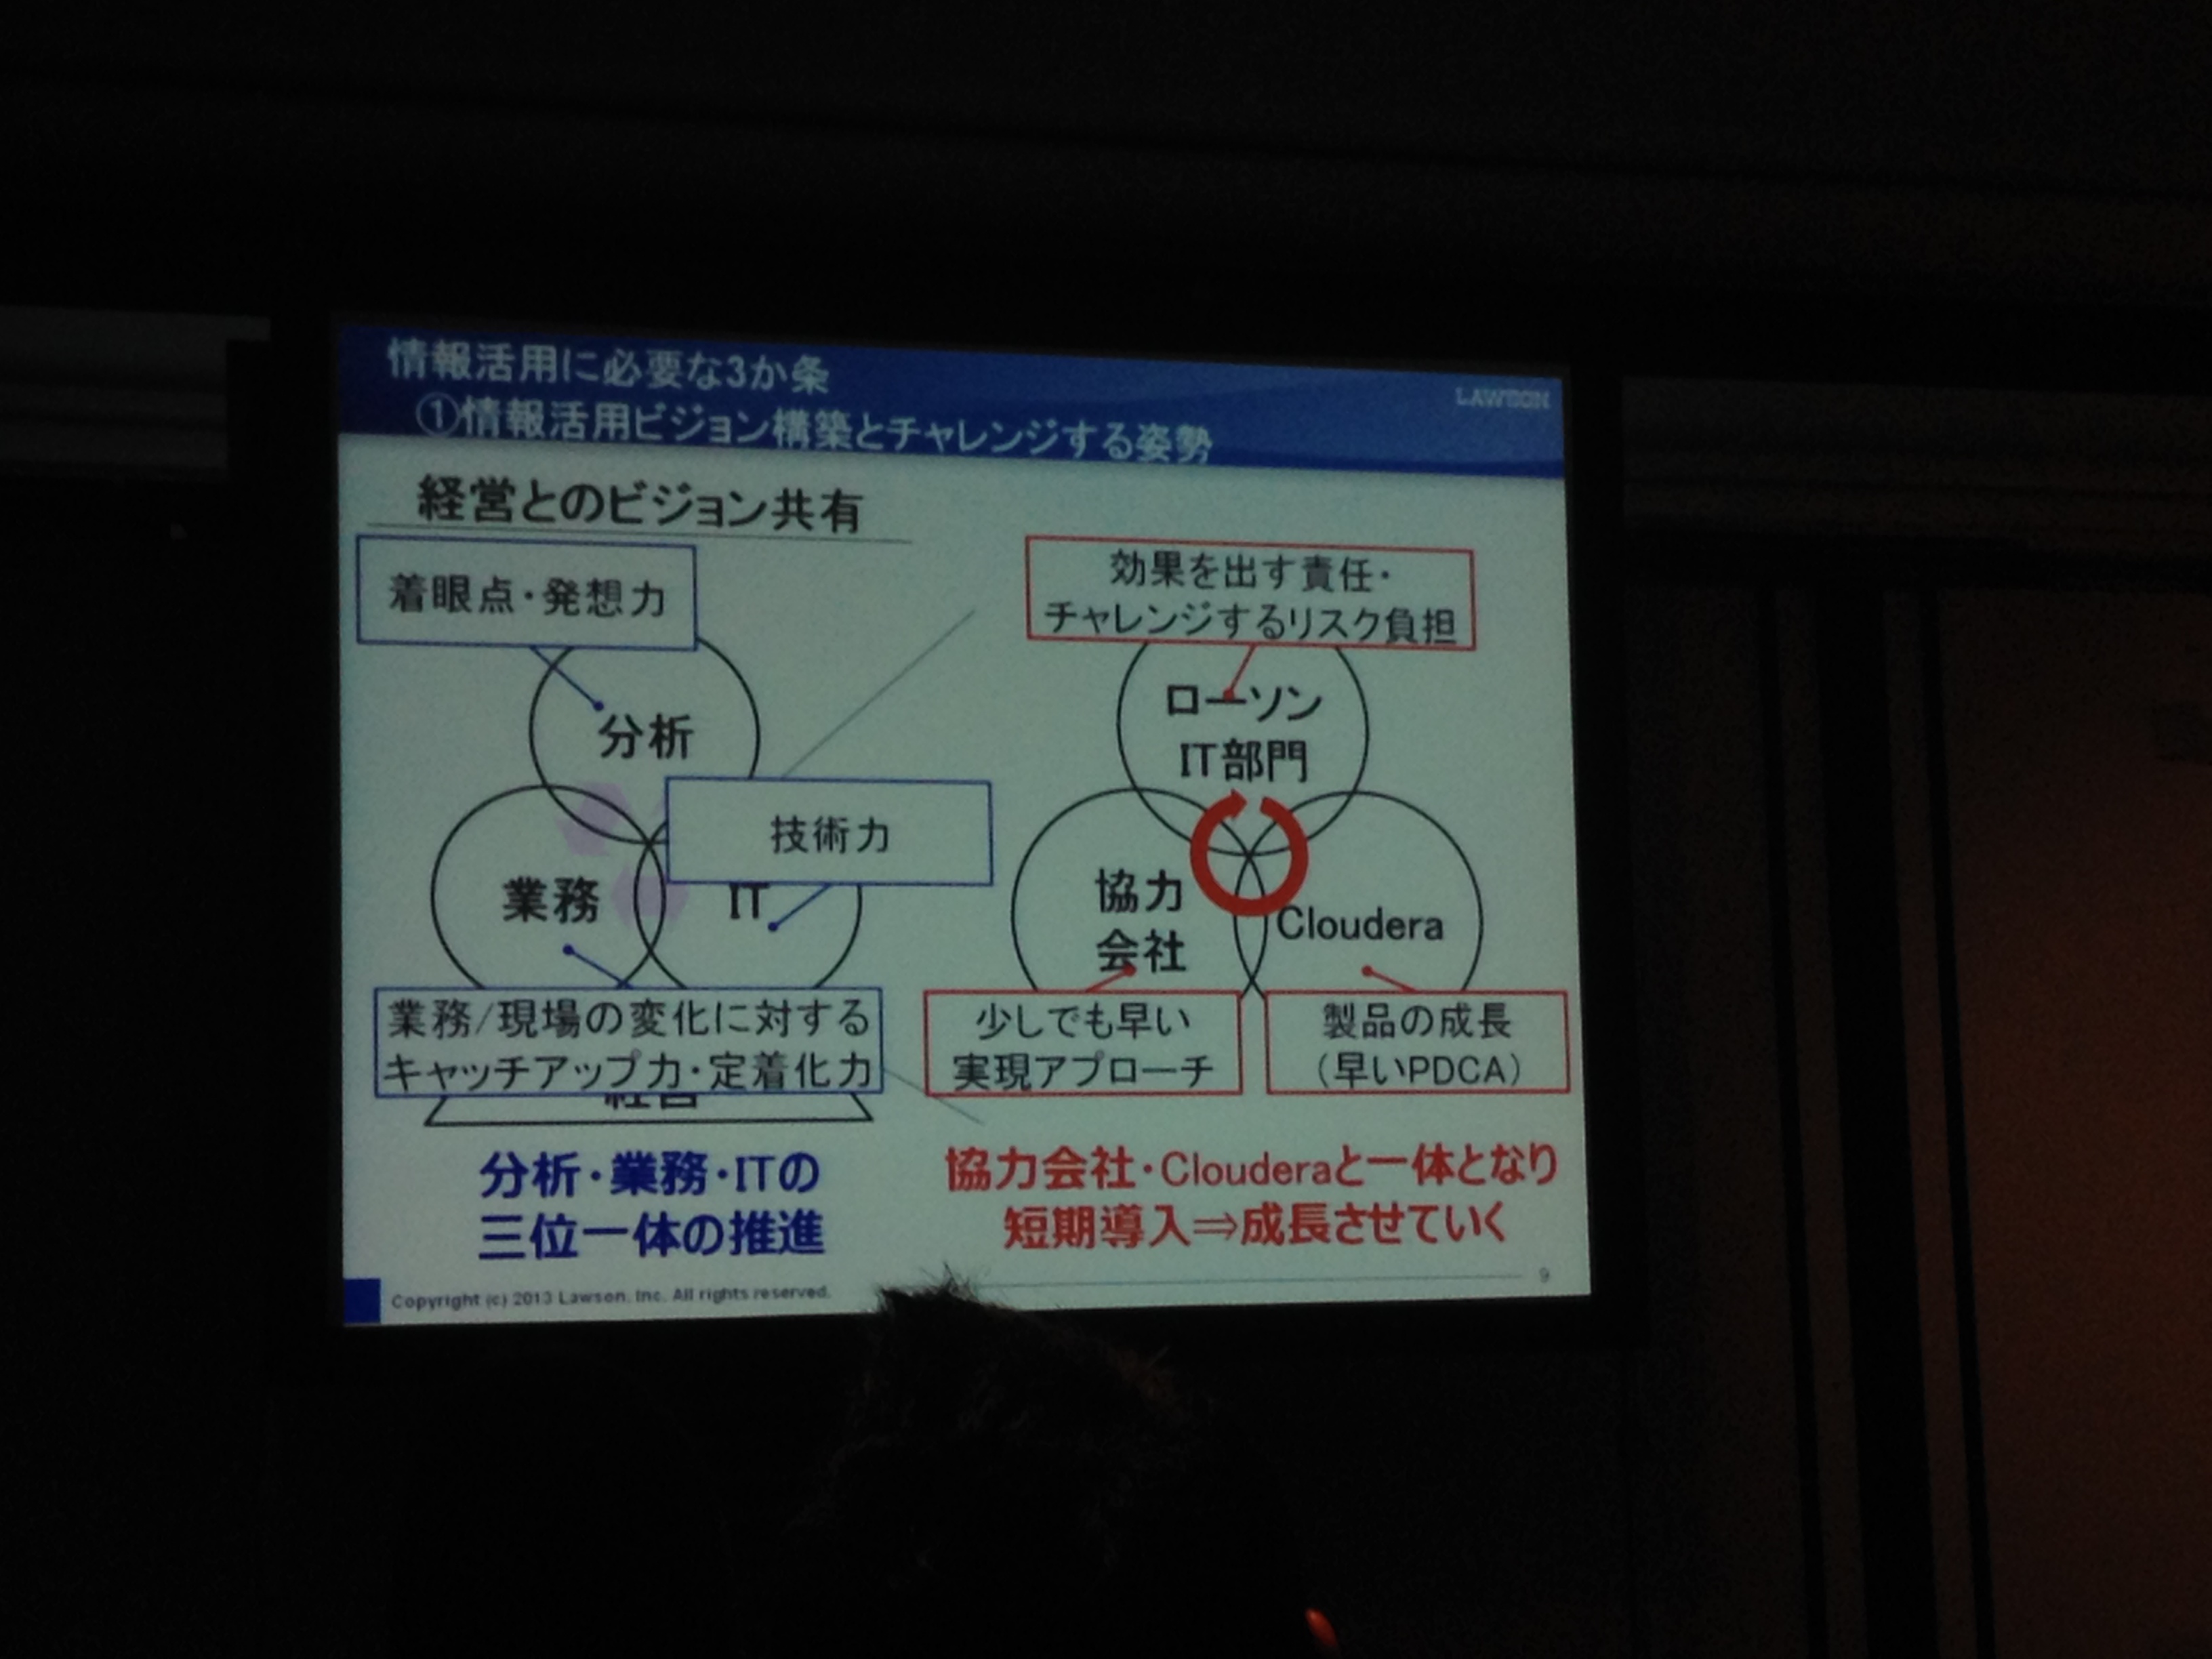 情報活用に必要な3か条
LAWSON
①情報活用ビジョン構築とチャレンジする姿勢
経営とのビジョン共有
着眼点・発想力
分析
技術力
業務
IT
業務/現場の変化に対する
キャッチアップ力・定着化力
経営
分析・業務・ITの
三位一体の推進
効果を出す責任・
チャレンジするリスク負担
ローソン
IT部門
協力
会社
Cloudera
少しでも早い
実現アプローチ
製品の成長
（早いPDCA）
協力会社・Clouderaと一体となり
短期導入⇒成長させていく
Copyright (c) 2013 Lawson, Inc. All rights reserved.
9